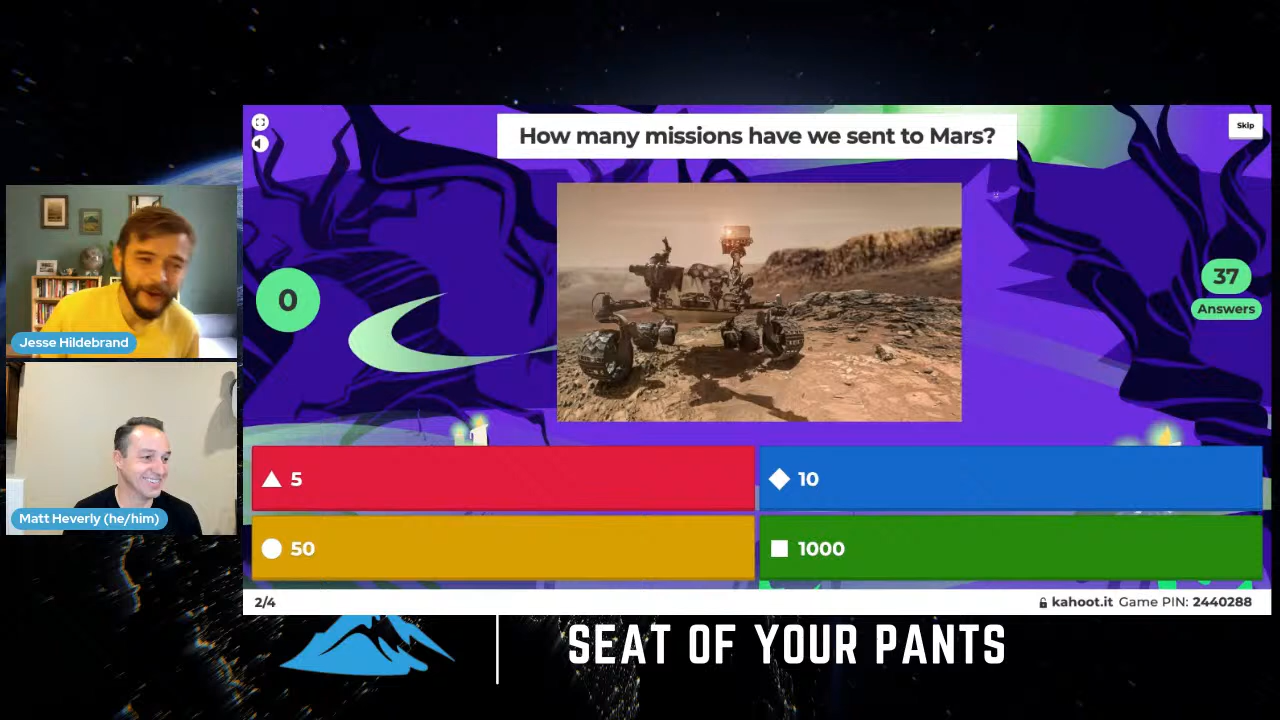 How many missions have we sent to Mars?
Skip
Jesse Hildebrand
0
37
Answers
Matt Heverly (he/him)
5
10
50
1000
2/4
kahoot.it Game PIN: 2440288
SEAT OF YOUR PANTS